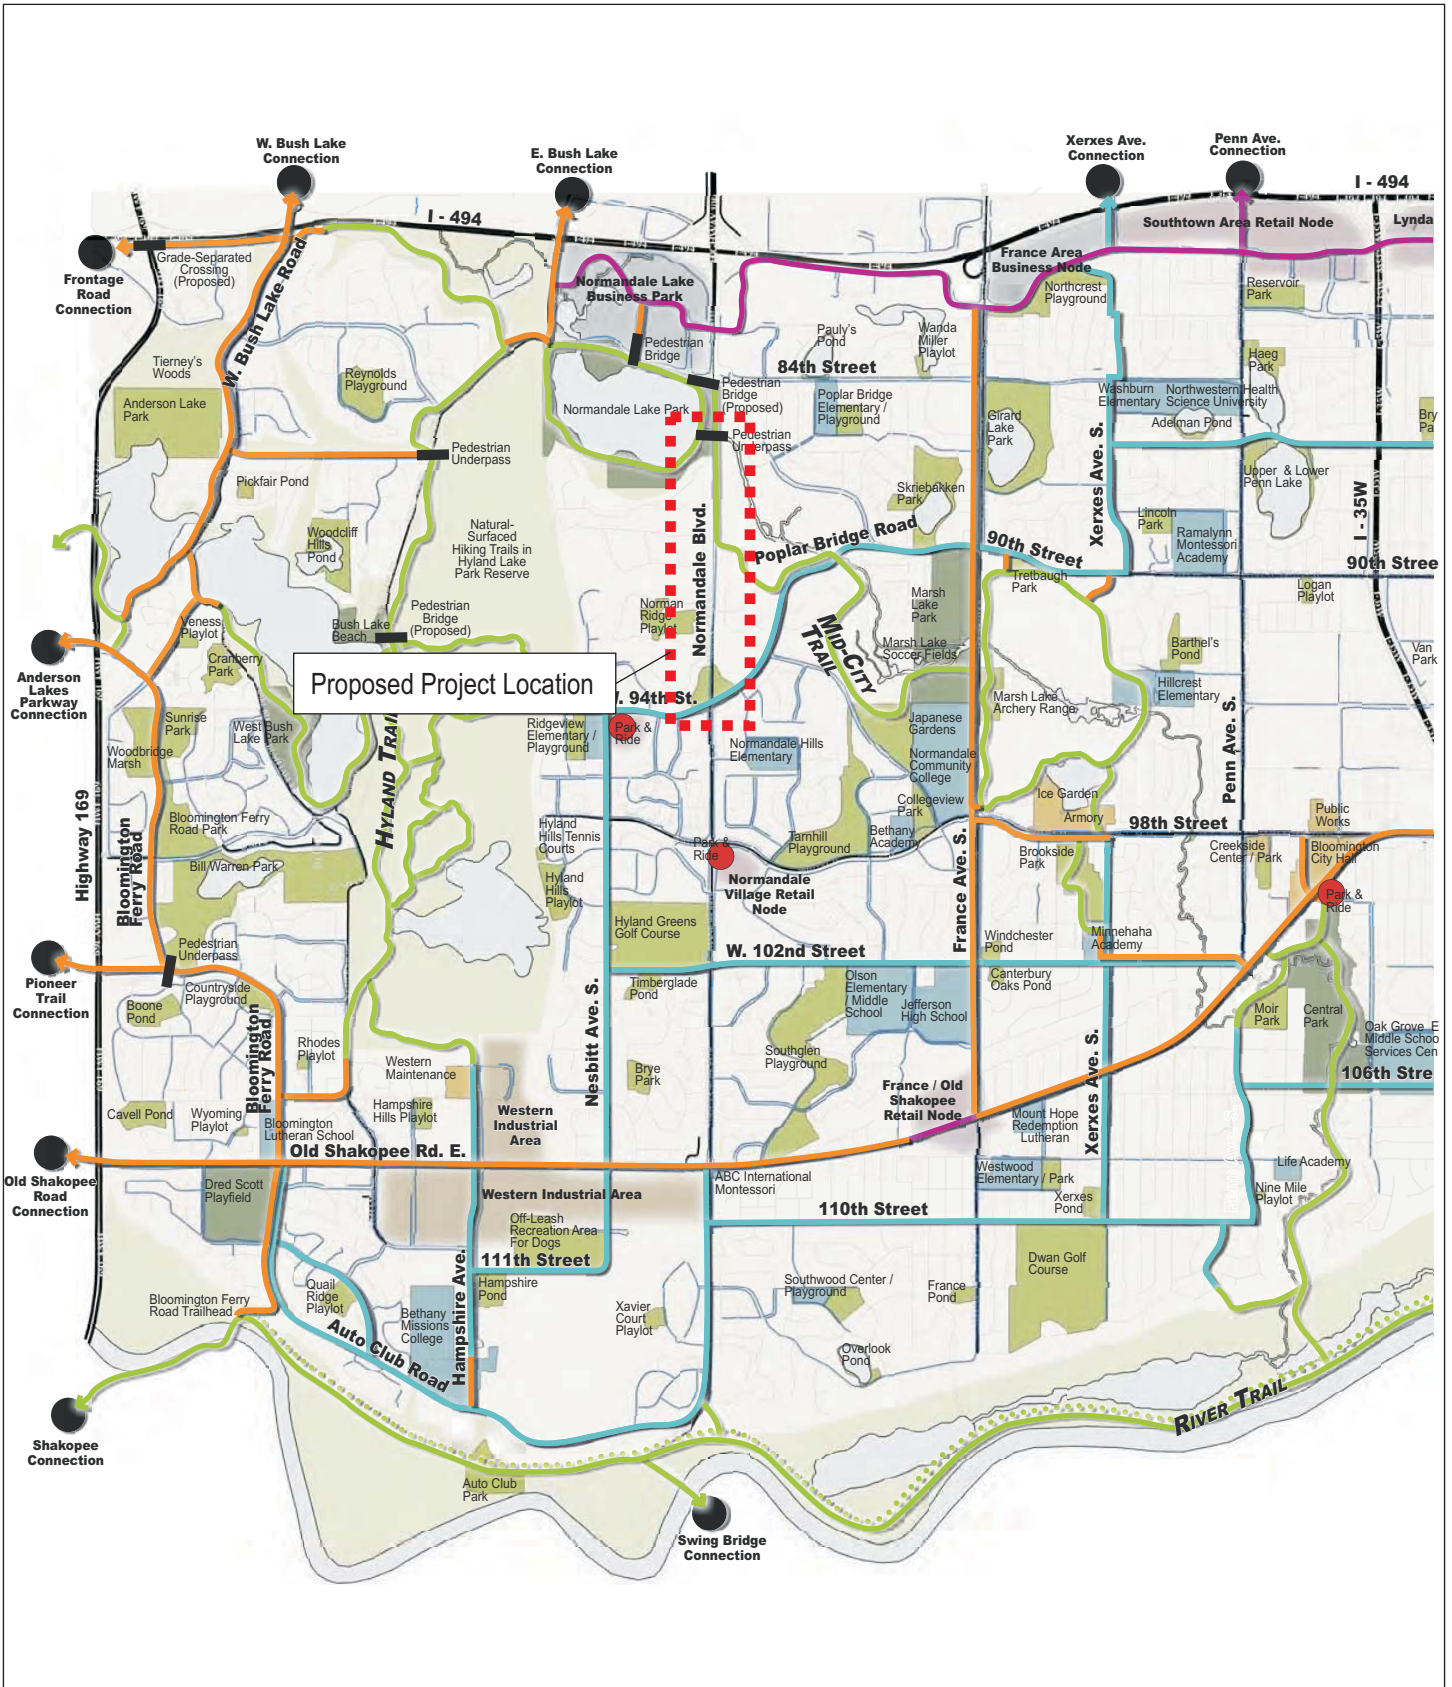 W. Bush Lake
Connection
E. Bush Lake
Connection
Xerxes Ave.
Connection
Penn Ave.
Connection
I - 494
I - 494
Southtown Area Retail Node
Lynda
Grade-Separated
Crossing
(Proposed)
Frontage
Road
Connection
W. Bush Lake Road
Normandale Lake
Business Park
France Area
Business Node
Northcrest
Playground
Reservoir
Park
Pedestrian
Bridge
Pauly's
Pond
Wanda
Miller
Playlot
84th Street
Haeg
Park
Tierney's
Woods
Reynolds
Playground
Anderson Lake
Park
Normandale Lake Park
Pedestrian
Bridge
(Proposed)
Poplar Bridge
Elementary /
Playground
Girard
Lake
Park
Washburn
Elementary
Northwestern Health
Science University
Adelman Pond
Bry
Pa
Pedestrian
Underpass
Pedestrian
Underpass
Pickfair Pond
Xerxes Ave. S.
Upper & Lower
Penn Lake
Skriebakken
Park
I - 35W
Natural-
Surfaced
Hiking Trails in
Hyland Lake
Park Reserve
Woodcliff
Hills
Pond
Normandale Blvd.
Poplar Bridge Road
Lincoln
Park
Ramalynn
Montessori
Academy
90th Street
90th Stree
Tretbaugh
Park
Logan
Playlot
Veness
Playlot
Bush Lake
Beach
Pedestrian
Bridge
(Proposed)
Norman
Ridge
Playlot
Marsh
Lake
Park
Mid-City
Trail
Marsh Lake
Soccer Fields
Barthel's
Pond
Van
Park
Cranberry
Park
Anderson
Lakes
Parkway
Connection
Proposed Project Location
W. 94th St.
Hillcrest
Elementary
Marsh Lake
Archery Range
Sunrise
Park
West Bush
Lake Park
Hyland Trail
Ridgeview
Elementary /
Playground
Park &
Ride
Normandale Hills
Elementary
Japanese
Gardens
Normandale
Community
College
Penn Ave. S.
Woodbridge
Marsh
Highway 169
Bloomington
Ferry Road
Bloomington Ferry
Road Park
Collegeview
Park
Ice Garden
Armory
98th Street
Public
Works
Hyland
Hills Tennis
Courts
Park &
Ride
Tarnhill
Playground
Bethany
Academy
Brookside
Park
Creekside
Center / Park
Bloomington
City Hall
Bill Warren Park
Hyland
Hills
Playlot
Normandale
Village Retail
Node
France Ave. S.
Park &
Ride
Hyland Greens
Golf Course
W. 102nd Street
Windchester
Pond
Minnehaha
Academy
Pedestrian
Underpass
Pioneer
Trail
Connection
Countryside
Playground
Boone
Pond
Timberglade
Pond
Olson
Elementary
/ Middle
School
Jefferson
High School
Canterbury
Oaks Pond
Moir
Park
Central
Park
Oak Grove E
Middle Schoo
Services Cen
Bloomington
Ferry Road
Nesbitt Ave. S.
Xerxes Ave. S.
Rhodes
Playlot
Western
Maintenance
Brye
Park
Southglen
Playground
106th Stre
France / Old
Shakopee
Retail Node
Cavell Pond
Wyoming
Playlot
Bloomington
Lutheran School
Hampshire
Hills Playlot
Western
Industrial
Area
Mount Hope
Redemption
Lutheran
Old Shakopee Rd. E.
Old Shakopee
Road
Connection
Dred Scott
Playfield
Western Industrial Area
ABC International
Montessori
Westwood
Elementary / Park
Life Academy
Nine Mile
Playlot
Xerxes
Pond
110th Street
Off-Leash
Recreation Area
For Dogs
111th Street
Hampshire Ave.
Dwan Golf
Course
Bloomington Ferry
Road Trailhead
Quail
Ridge
Playlot
Bethany
Missions
College
Hampshire
Pond
Southwood Center /
Playground
France
Pond
Xavier
Court
Playlot
Auto Club Road
Overlook
Pond
River Trail
Shakopee
Connection
Auto Club
Park
Swing Bridge
Connection